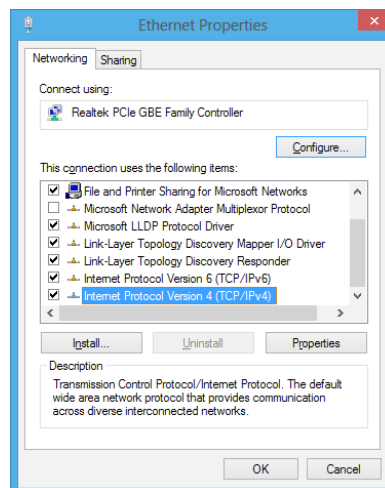 Ethernet Properties
Networking
Sharing
Connect using:
Realtek PCIe GBE Family Controller
Configure...
This connection uses the following items:
File and Printer Sharing for Microsoft Networks
Microsoft Network Adapter Multiplexor Protocol
Microsoft LLDP Protocol Driver
Link-Layer Topology Discovery Mapper I/O Driver
Link-Layer Topology Discovery Responder
Internet Protocol Version 6 (TCP/IPv6)
Internet Protocol Version 4 (TCP/IPv4)
Install...
Uninstall
Properties
Description
Transmission Control Protocol/Internet Protocol. The default
wide area network protocol that provides communication
across diverse interconnected networks.
OK
Cancel